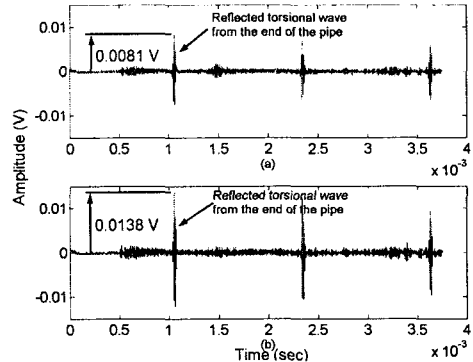 0.01
0
-0.01
0.0081 V
Reflected torsional wave
from the end of the pipe
0 0.5 1 1.5 2 2.5 3 3.5 4
(a)
x 10⁻³
Amplitude (V)
0.01
0
-0.01
0.0138 V
Reflected torsional wave
from the end of the pipe
0 0.5 1 1.5 2 2.5 3 3.5 4
(b)
Time (sec)
x 10⁻³